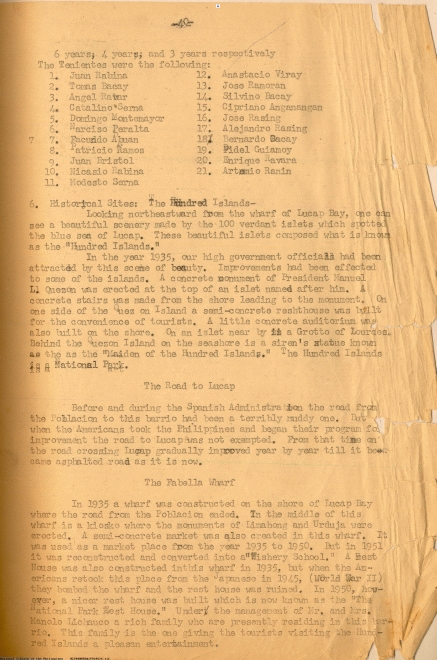 -40-
6 years, 4 years, and 3 years respectively
The Tenientes were the following:
1. Juan Rabina 12. Anastacio Viray
2. Tomas Bacay 13. Jose Ranoran
3. Angel Rabar 14. Silvino Bacay
4. Catalino Serna 15. Cipriano Anganangan
5. Domingo Montemayor 16. Jose Rasing
6. Narciso Peralta 17. Alejandro Rasing
7 7. Facundo Abuan 18. Bernardo Bacay
8. Patricio Ramos 19. Fidel Guiamoy
9. Juan Bristol 20. Enrique Navara
10. Nicasio Rabina 21. Artemio Ranin
11. Modesto Serna
6. Historical Sites: The Hundred Islands-
Looking northeastward from the wharf of Lucap Bay, one can
see a beautiful scenery made by the 100 verdant islets which spotted
the blue sea of Lucap. These beautiful islets composed what is known
as the "Hundred Islands."
In the year 1935, our high government officials had been
attracted by this scene of beauty. Improvements had been effected
to some of the islands. A concrete monument of President Manuel
L. Quezon was erected at the top of an islet named after him. A
concrete stairs was made from the shore leading to the monument. On
one side of the Quezon Island a semi-concrete resthouse was built
for the convenience of tourists. A little concrete auditorium was
also built on the shore. On an islet near by is a Grotto of Lourdes.
Behind the Quezon Island on the seashore is a siren's statue known
as the as the "Maiden of the Hundred Islands." The Hundred Islands
is a National Park.
The Road to Lucap
Before and during the Spanish Administration the road from
the Poblacion to this barrio had been a terribly muddy one. But
when the Americans took the Philippines and began their program for
improvement the road to Lucap was not exempted. From that time on
the road crossing Lucap gradually improved year by year till it became
asphalted road as it is now.
The Fabella Wharf
In 1935 a wharf was constructed on the shore of Lucap Bay
where the road from the Poblacion ended. In the middle of this
wharf is a kioske where the monuments of Limahong and Urduja were
erected. A semi-concrete market was also created in this wharf. It
was used as a market place from the year 1935 to 1950. But in 1951
it was reconstructed and converted into a "Fishery School." A Rest
House was also constructed inthis wharf in 1935, but when the Am-
ericans retook this place from the Japanese in 1945, (World War II)
they bombed the wharf and the rest house was ruined. In 1950, how-
ever, a nicer rest house was built which is now known as the "The
National Park Rest House." Under the management of Mr. and Mrs.
Manolo Lichauco a rich family who are presently residing in this bar-
rio. This family is the one giving the tourists visiting the Hund-
red Islands a pleasent entertainment.